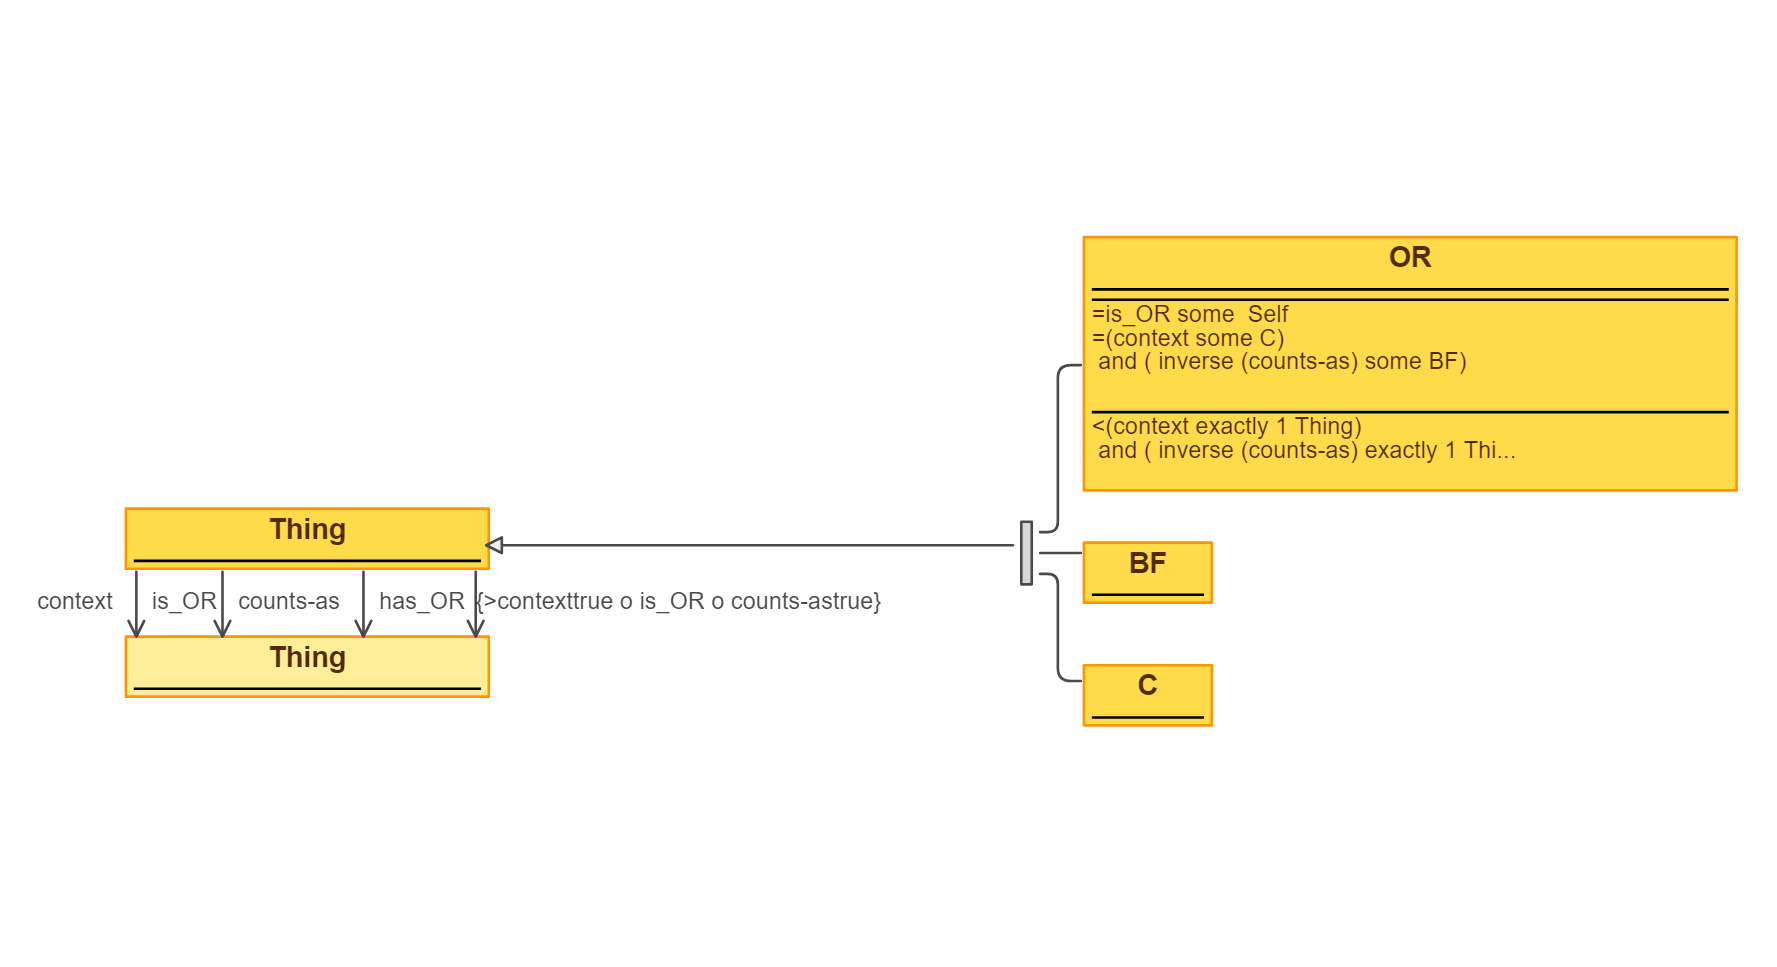 OR
=is_OR some  Self
=(context some C)
 and ( inverse (counts-as) some BF)
<(context exactly 1 Thing)
 and ( inverse (counts-as) exactly 1 Thi...
Thing
BF
context
is_OR
counts-as
has_OR {>contexttrue o is_OR o counts-astrue}
Thing
C